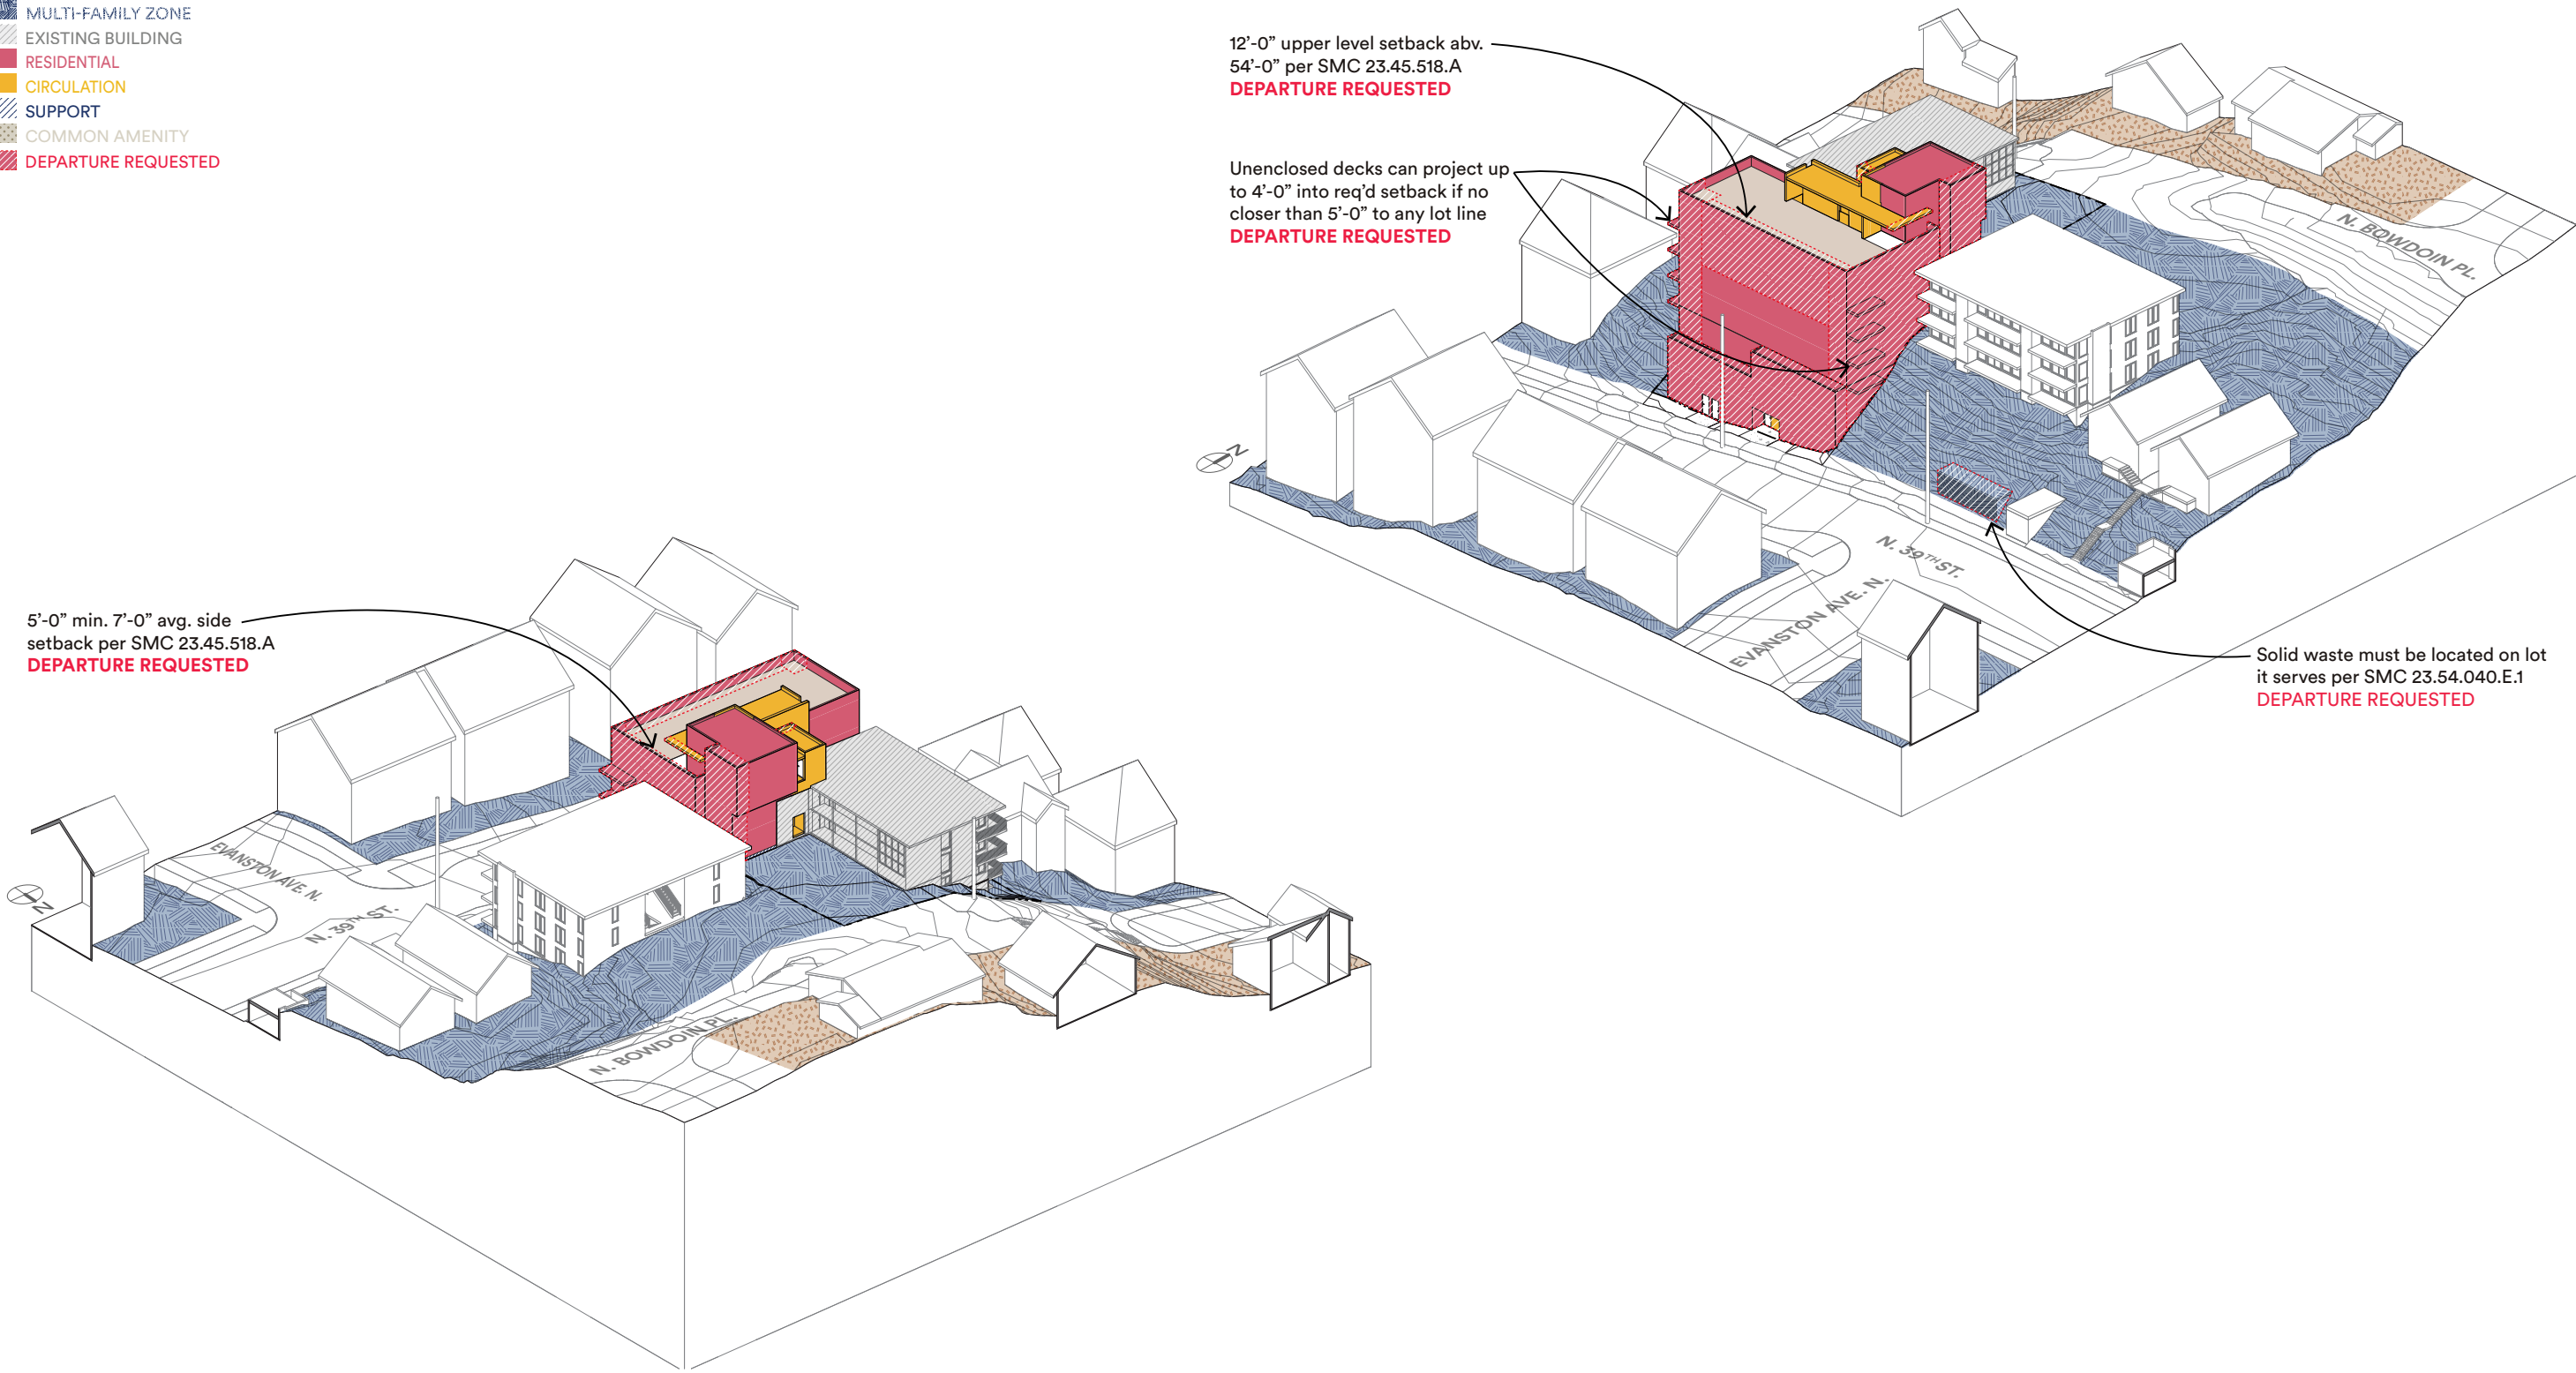 MULTI-FAMILY ZONE
EXISTING BUILDING
RESIDENTIAL
CIRCULATION
SUPPORT
COMMON AMENITY
DEPARTURE REQUESTED
12’-0” upper level setback abv.
54’-0” per SMC 23.45.518.A
DEPARTURE REQUESTED
Unenclosed decks can project up
to 4’-0” into req’d setback if no
closer than 5’-0” to any lot line
DEPARTURE REQUESTED
N. BOWDOIN PL.
N
N. 39TH ST.
EVANSTON AVE. N.
Solid waste must be located on lot
it serves per SMC 23.54.040.E.1
DEPARTURE REQUESTED
5’-0” min. 7’-0” avg. side
setback per SMC 23.45.518.A
DEPARTURE REQUESTED
EVANSTON AVE. N.
N
N. 39TH ST.
N. BOWDOIN PL.